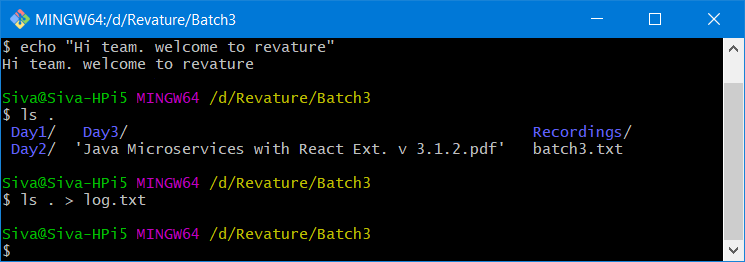 MINGW64:/d/Revature/Batch3
$ echo "Hi team. welcome to revature"
Hi team. welcome to revature
Siva@Siva-HPi5 MINGW64 /d/Revature/Batch3
$ ls .
Day1/   Day3/                                              Recordings/
Day2/  'Java Microservices with React Ext. v 3.1.2.pdf'   batch3.txt
Siva@Siva-HPi5 MINGW64 /d/Revature/Batch3
$ ls . > log.txt
Siva@Siva-HPi5 MINGW64 /d/Revature/Batch3
$